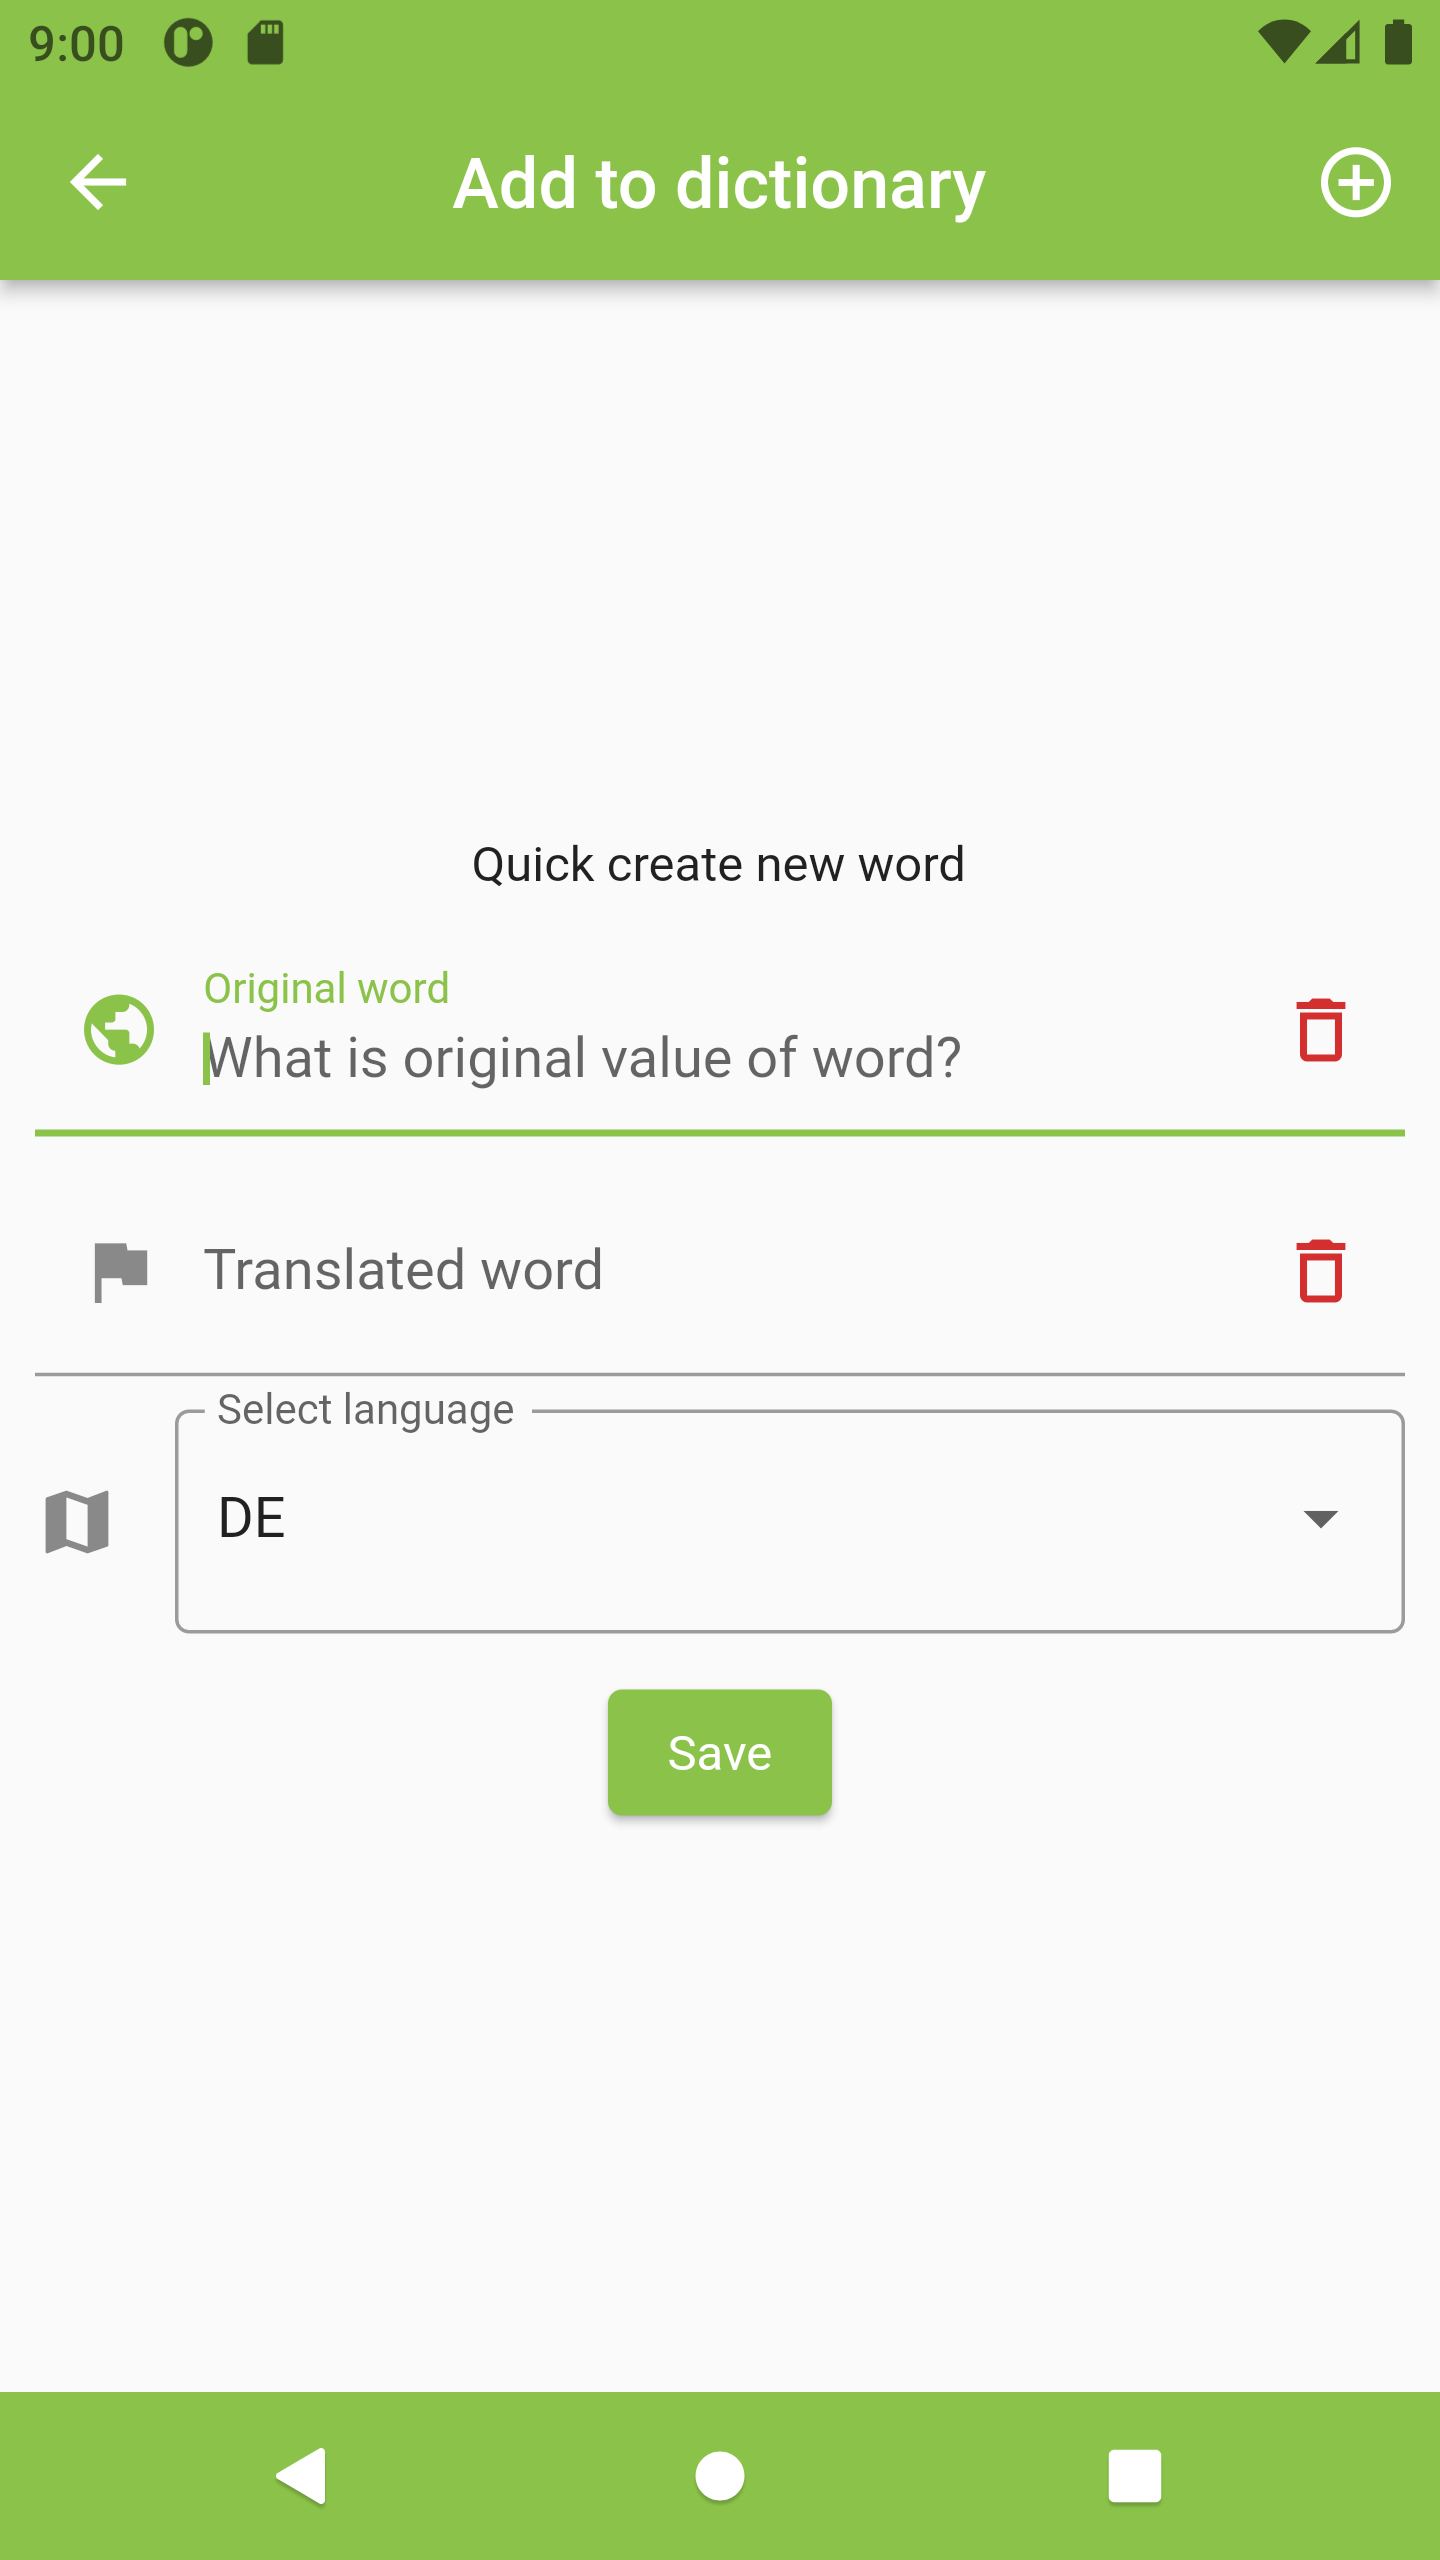 9:00
Add to dictionary
Quick create new word
Original word
What is original value of word?
Translated word
Select language
DE
Save